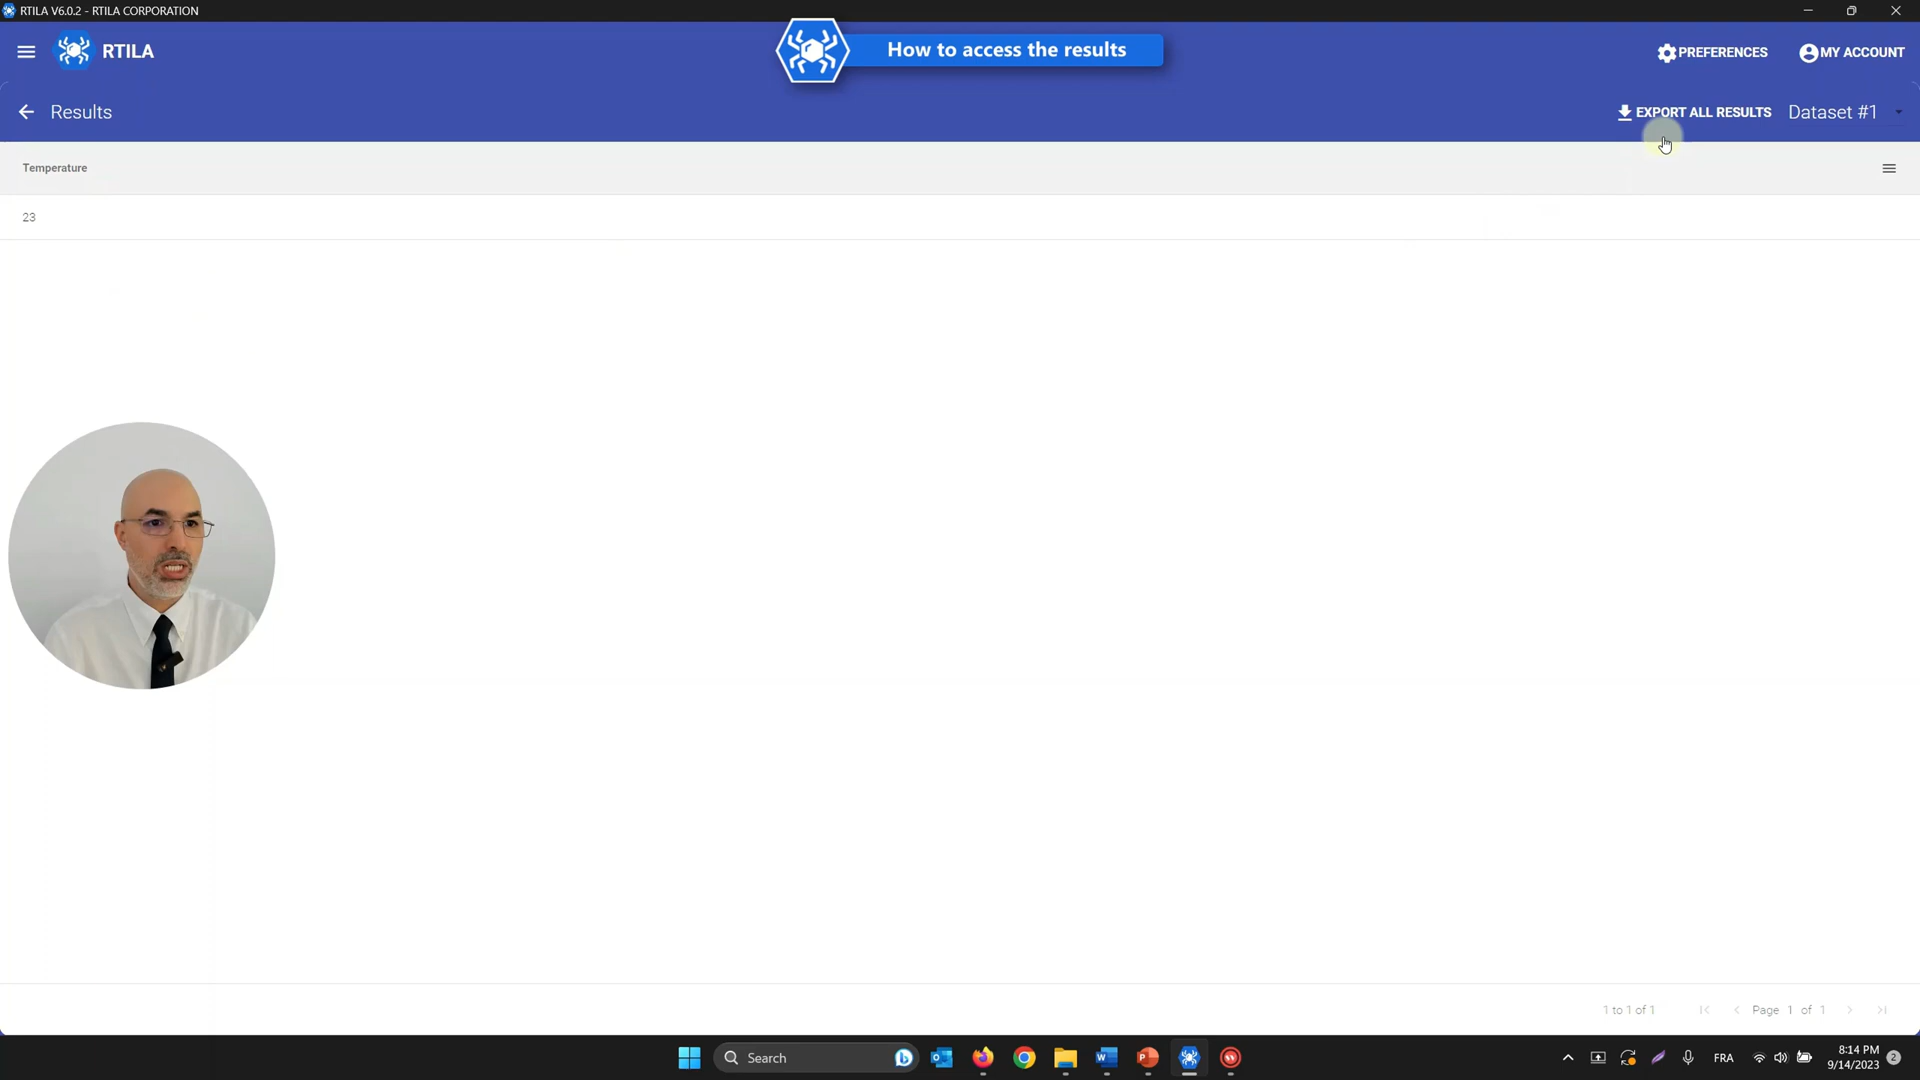 RTILA V6.0.2 - RTILA CORPORATION
RTILA
How to access the results
PREFERENCES
MY ACCOUNT
Results
EXPORT ALL RESULTS
Dataset #1
Temperature
23
1 to 1 of 1
Page 1 of 1
Search
FRA
8:14 PM
9/14/2023
2